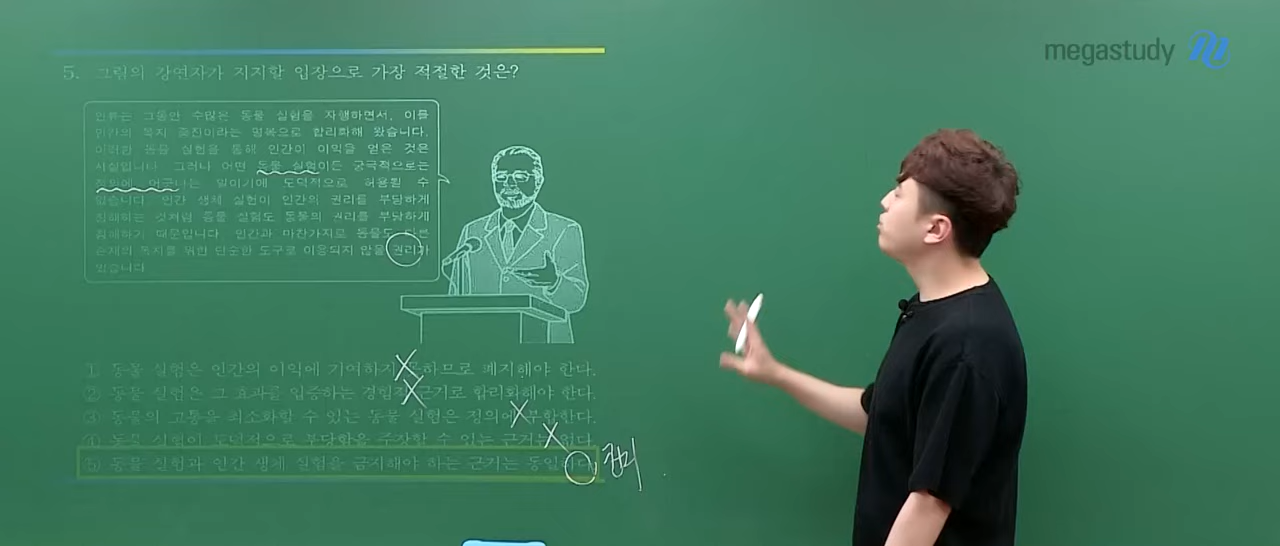 megastudy
5. 그림의 강연자가 지지할 입장으로 가장 적절한 것은?
인류는 그동안 수많은 동물 실험을 자행하면서, 이를
인간의 복지 증진이라는 명목으로 합리화해 왔습니다.
이러한 동물 실험을 통해 인간이 이익을 얻은 것은
사실입니다. 그러나 어떤 동물 실험이든 궁극적으로는
정의에 어긋나는 일이기에 도덕적으로 허용될 수
없습니다. 인간 생체 실험이 인간의 권리를 부당하게
침해하는 것처럼 동물 실험도 동물의 권리를 부당하게
침해하기 때문입니다. 인간과 마찬가지로 동물도 다른
존재의 복지를 위한 단순한 도구로 이용되지 않을 권리가
있습니다.
① 동물 실험은 인간의 이익에 기여하지 못하므로 폐지해야 한다.
② 동물 실험은 그 효과를 입증하는 경험적 근거로 합리화해야 한다.
③ 동물의 고통을 최소화할 수 있는 동물 실험은 정의에 부합한다.
④ 동물 실험이 도덕적으로 부당함을 주장할 수 있는 근거는 없다.
⑤ 동물 실험과 인간 생체 실험을 금지해야 하는 근거는 동일하다.
권리